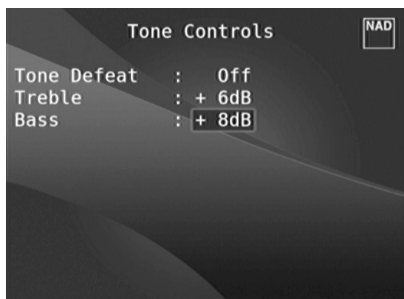 Tone Controls
NAD
Tone Defeat : Off
Treble : + 6dB
Bass : + 8dB